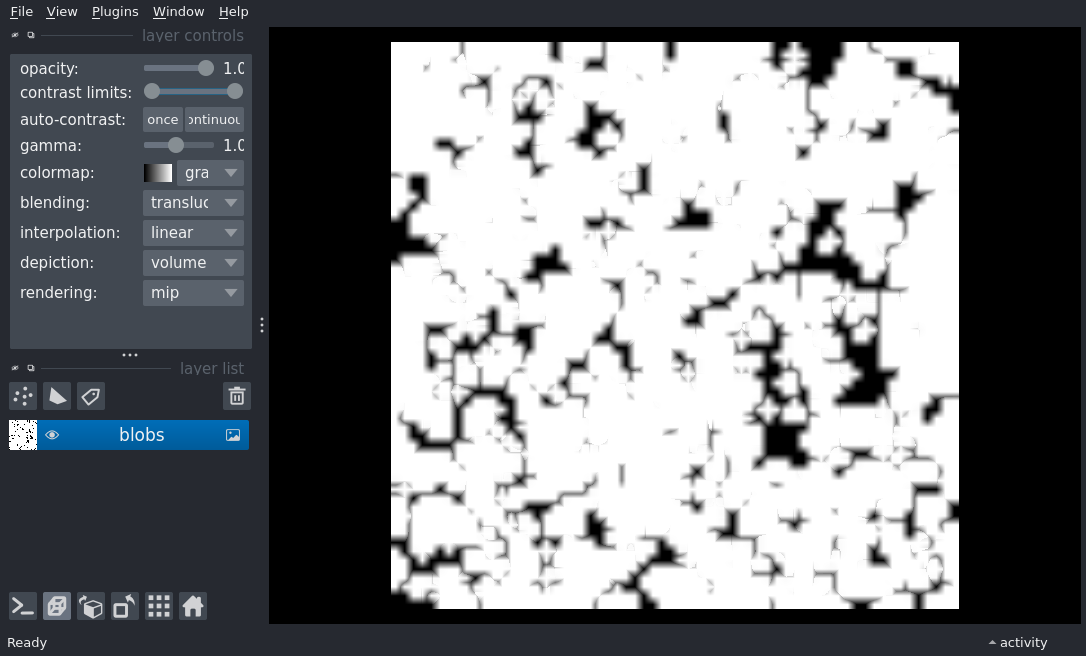 File View Plugins Window Help
layer controls
opacity: 1.0
contrast limits:
auto-contrast: once ontinuou
gamma: 1.0
colormap: gra
blending: transluc
interpolation: linear
depiction: volume
rendering: mip
layer list
blobs
Ready
activity